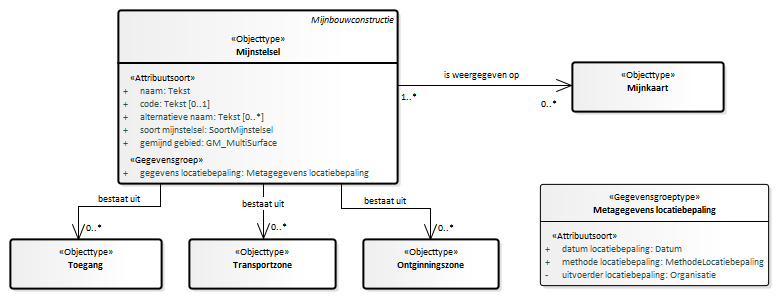 Mijnbouwconstructie
«Objecttype»
Mijnstelsel
«Attribuutsoort»
+ naam: Tekst
+ code: Tekst [0..1]
+ alternatieve naam: Tekst [0..*]
+ soort mijnstelsel: SoortMijnstelsel
+ gemijnd gebied: GM_MultiSurface
«Gegevensgroep»
+ gegevens locatiebepaling: Metagegevens locatiebepaling
is weergegeven op
1..*
0..*
«Objecttype»
Mijnkaart
bestaat uit
bestaat uit
bestaat uit
0..*
0..*
0..*
«Objecttype»
Toegang
«Objecttype»
Transportzone
«Objecttype»
Ontginningszone
«Gegevensgroeptype»
Metagegevens locatiebepaling
«Attribuutsoort»
+ datum locatiebepaling: Datum
+ methode locatiebepaling: MethodeLocatiebepaling
- uitvoerder locatiebepaling: Organisatie